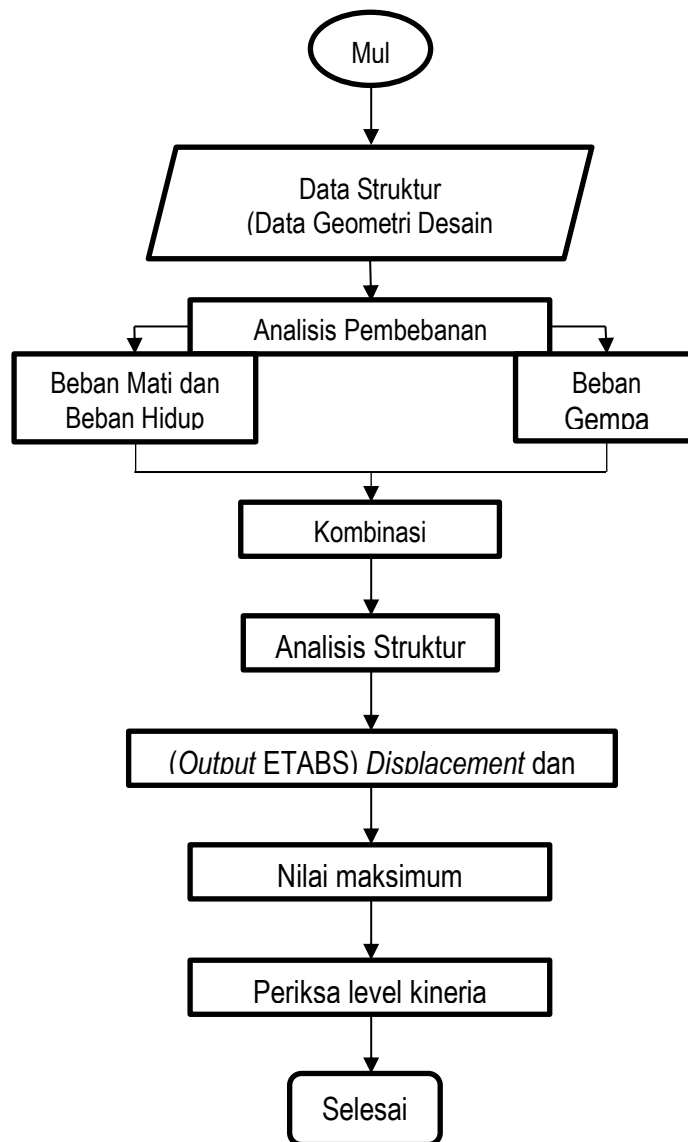 Mul
Data Struktur
(Data Geometri Desain
Analisis Pembebanan
Beban Mati dan
Beban Hidup
Beban
Gempa
Kombinasi
Analisis Struktur
(Output ETABS) Displacement dan
Nilai maksimum
Periksa level kinerja
Selesai